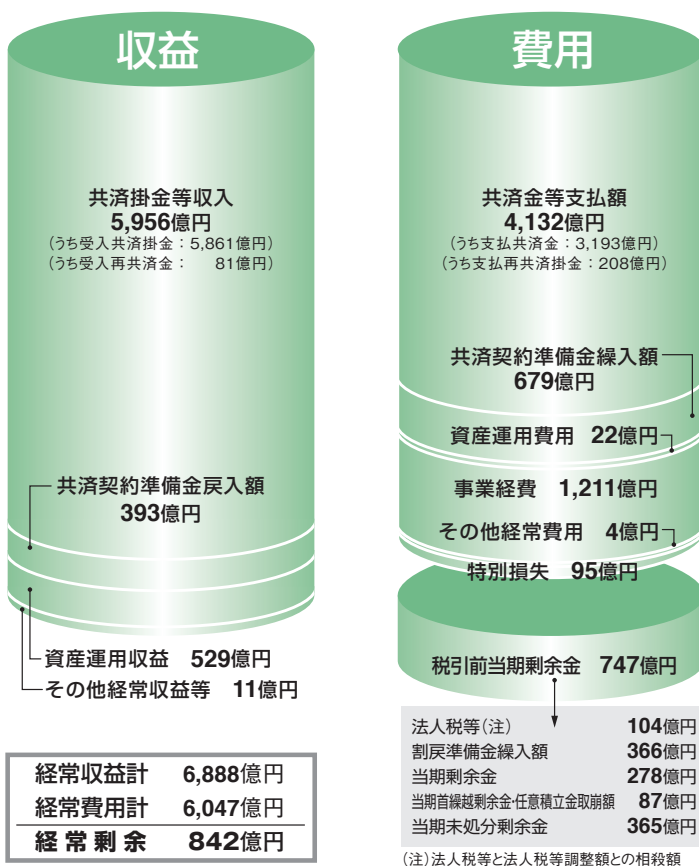 収益
共済掛金等収入
5,956億円
(うち受入共済掛金：5,861億円)
(うち受入再共済金： 81億円)
共済契約準備金戻入額
393億円
資産運用収益 529億円
その他経常収益等 11億円
経常収益計 6,888億円
経常費用計 6,047億円
経常剰余 842億円
費用
共済金等支払額
4,132億円
(うち支払共済金：3,193億円)
(うち支払再共済掛金：208億円)
共済契約準備金繰入額
679億円
資産運用費用 22億円
事業経費 1,211億円
その他経常費用 4億円
特別損失 95億円
税引前当期剰余金 747億円
法人税等(注) 104億円
割戻準備金繰入額 366億円
当期剰余金 278億円
当期首繰越剰余金・任意積立金取崩額 87億円
当期未処分剰余金 365億円
(注)法人税等と法人税等調整額との相殺額